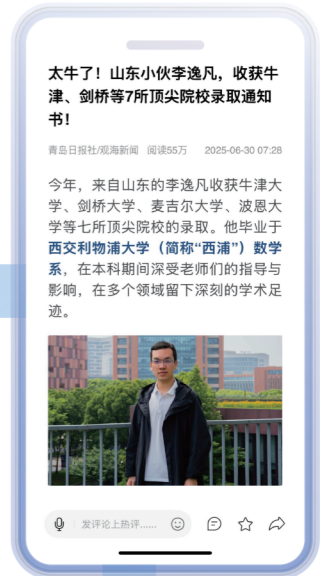 太牛了！山东小伙李逸凡，收获牛
津、剑桥等7所顶尖院校录取通知
书！
青岛日报社/观海新闻 阅读55万 2025-06-30 07:28
今年，来自山东的李逸凡收获牛津大
学、剑桥大学、麦吉尔大学、波恩大
学等七所顶尖院校的录取。他毕业于
西交利物浦大学（简称“西浦”）数学
系，在本科期间深受老师们的指导与
影响，在多个领域留下深刻的学术足
迹。
发评论上热评......